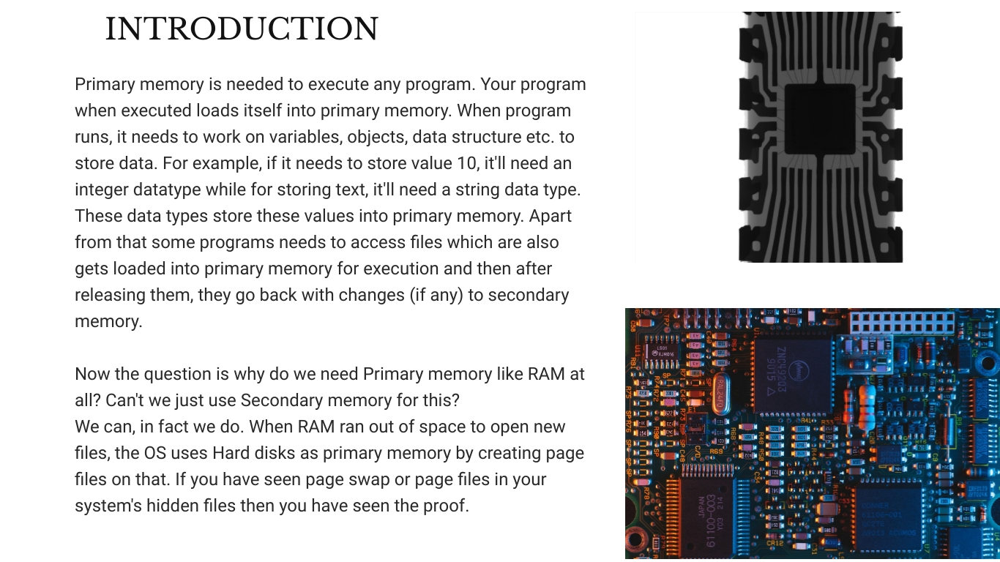 INTRODUCTION
Primary memory is needed to execute any program. Your program
when executed loads itself into primary memory. When program
runs, it needs to work on variables, objects, data structure etc. to
store data. For example, if it needs to store value 10, it'll need an
integer datatype while for storing text, it'll need a string data type.
These data types store these values into primary memory. Apart
from that some programs needs to access files which are also
gets loaded into primary memory for execution and then after
releasing them, they go back with changes (if any) to secondary
memory.
Now the question is why do we need Primary memory like RAM at
all? Can't we just use Secondary memory for this?
We can, in fact we do. When RAM ran out of space to open new
files, the OS uses Hard disks as primary memory by creating page
files on that. If you have seen page swap or page files in your
system's hidden files then you have seen the proof.
ZNC49203
9015
JAPAN
61100-003
Y03 214
R69
CR12